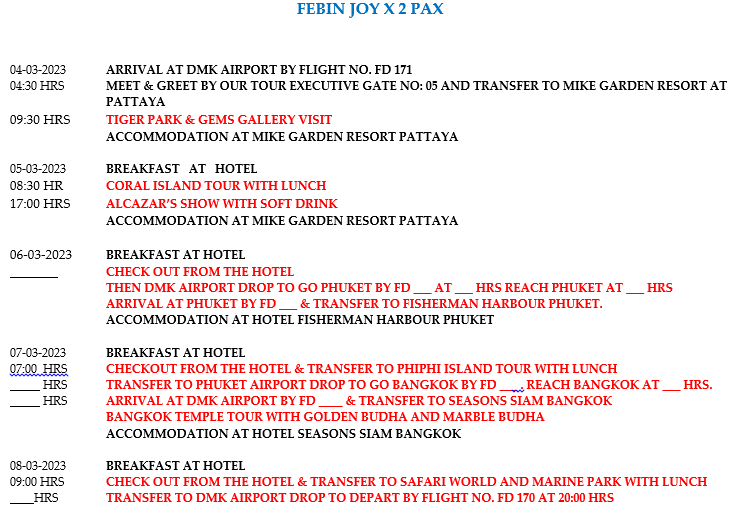 FEBIN JOY X 2 PAX
04-03-2023 ARRIVAL AT DMK AIRPORT BY FLIGHT NO. FD 171
04:30 HRS MEET & GREET BY OUR TOUR EXECUTIVE GATE NO: 05 AND TRANSFER TO MIKE GARDEN RESORT AT
PATTAYA
09:30 HRS TIGER PARK & GEMS GALLERY VISIT
ACCOMMODATION AT MIKE GARDEN RESORT PATTAYA
05-03-2023 BREAKFAST AT HOTEL
08:30 HR CORAL ISLAND TOUR WITH LUNCH
17:00 HRS ALCAZAR'S SHOW WITH SOFT DRINK
ACCOMMODATION AT MIKE GARDEN RESORT PATTAYA
06-03-2023 BREAKFAST AT HOTEL
________ CHECK OUT FROM THE HOTEL
THEN DMK AIRPORT DROP TO GO PHUKET BY FD ___ AT ___ HRS REACH PHUKET AT ___ HRS
ARRIVAL AT PHUKET BY FD ___ & TRANSFER TO FISHERMAN HARBOUR PHUKET.
ACCOMMODATION AT HOTEL FISHERMAN HARBOUR PHUKET
07-03-2023 BREAKFAST AT HOTEL
07:00 HRS CHECKOUT FROM THE HOTEL & TRANSFER TO PHIPHI ISLAND TOUR WITH LUNCH
_____ HRS TRANSFER TO PHUKET AIRPORT DROP TO GO BANGKOK BY FD ____, REACH BANGKOK AT ___ HRS.
_____ HRS ARRIVAL AT DMK AIRPORT BY FD ____ & TRANSFER TO SEASONS SIAM BANGKOK
BANGKOK TEMPLE TOUR WITH GOLDEN BUDHA AND MARBLE BUDHA
ACCOMMODATION AT HOTEL SEASONS SIAM BANGKOK
08-03-2023 BREAKFAST AT HOTEL
09:00 HRS CHECK OUT FROM THE HOTEL & TRANSFER TO SAFARI WORLD AND MARINE PARK WITH LUNCH
____HRS TRANSFER TO DMK AIRPORT DROP TO DEPART BY FLIGHT NO. FD 170 AT 20:00 HRS